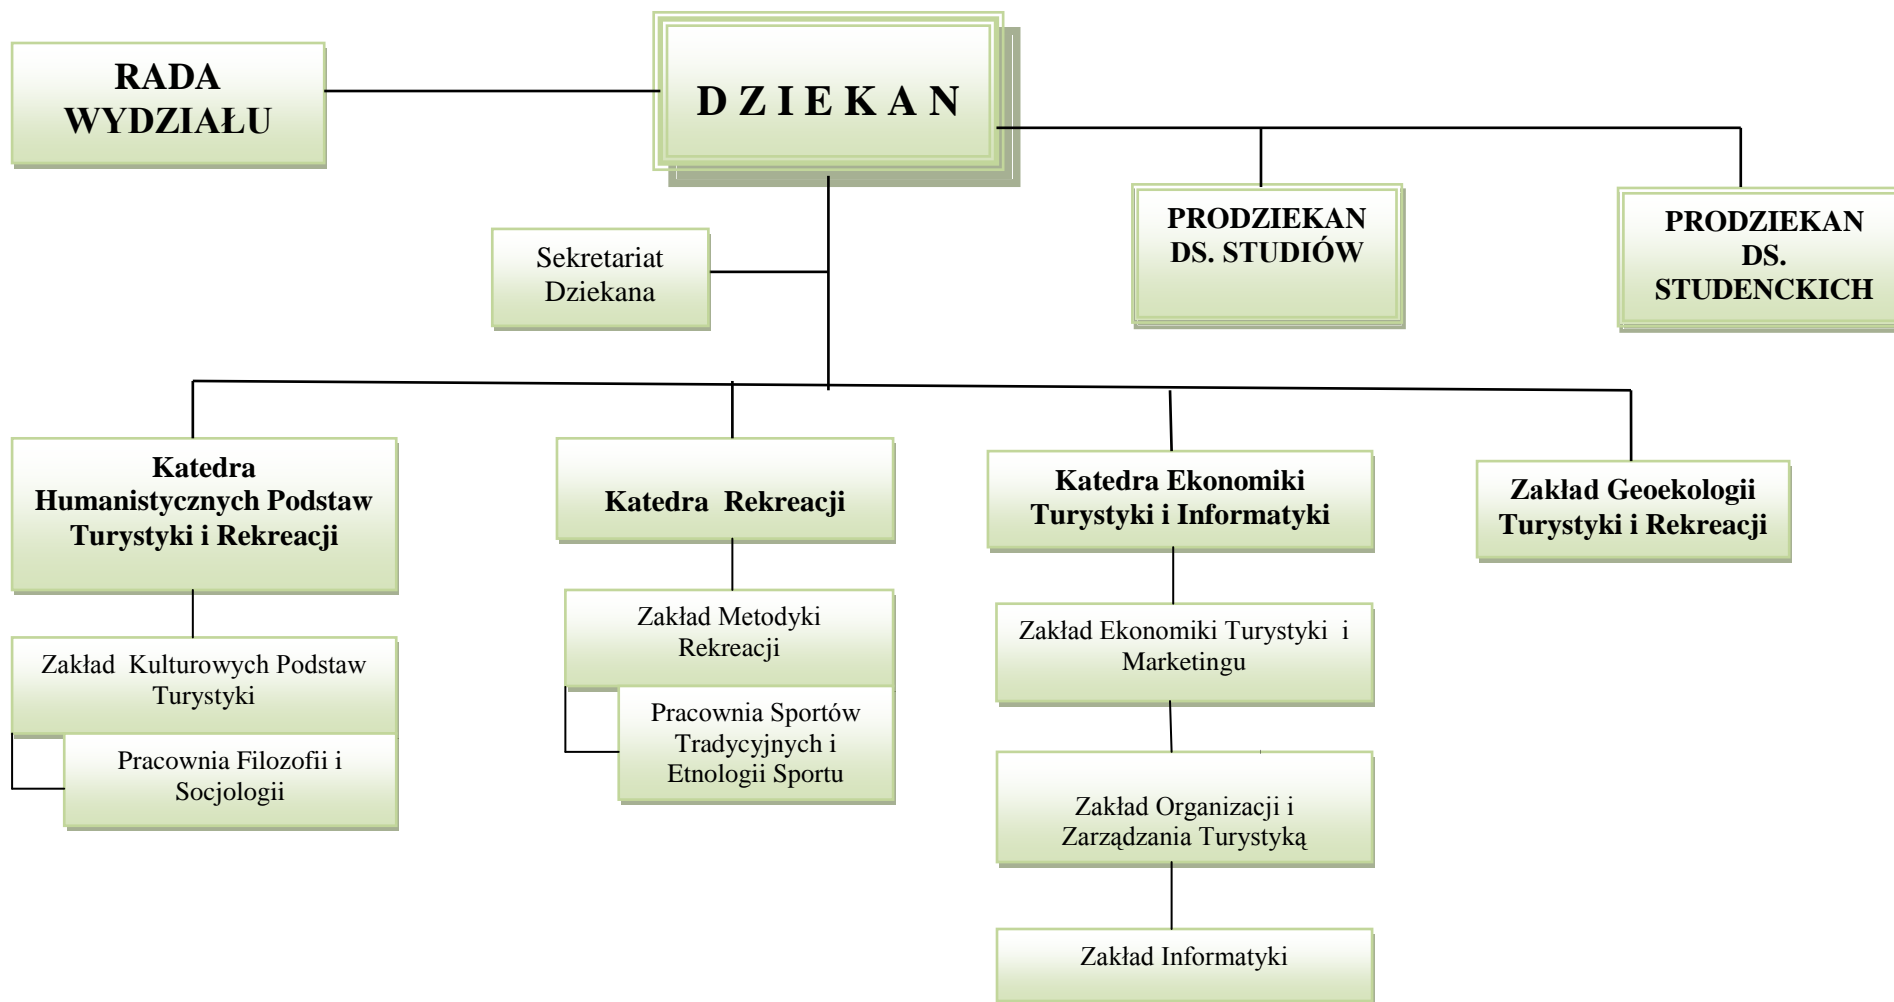 RADA
WYDZIAŁU
D Z I E K A N
PRODZIEKAN
DS. STUDIÓW
PRODZIEKAN
DS.
STUDENCKICH
Sekretariat
Dziekana
Katedra
Humanistycznych Podstaw
Turystyki i Rekreacji
Katedra Rekreacji
Katedra Ekonomiki
Turystyki i Informatyki
Zakład Geoekologii
Turystyki i Rekreacji
Zakład Kulturowych Podstaw
Turystyki
Pracownia Filozofii i
Socjologii
Zakład Metodyki
Rekreacji
Pracownia Sportów
Tradycyjnych i
Etnologii Sportu
Zakład Ekonomiki Turystyki i
Marketingu
Zakład Organizacji i
Zarządzania Turystyką
Zakład Informatyki